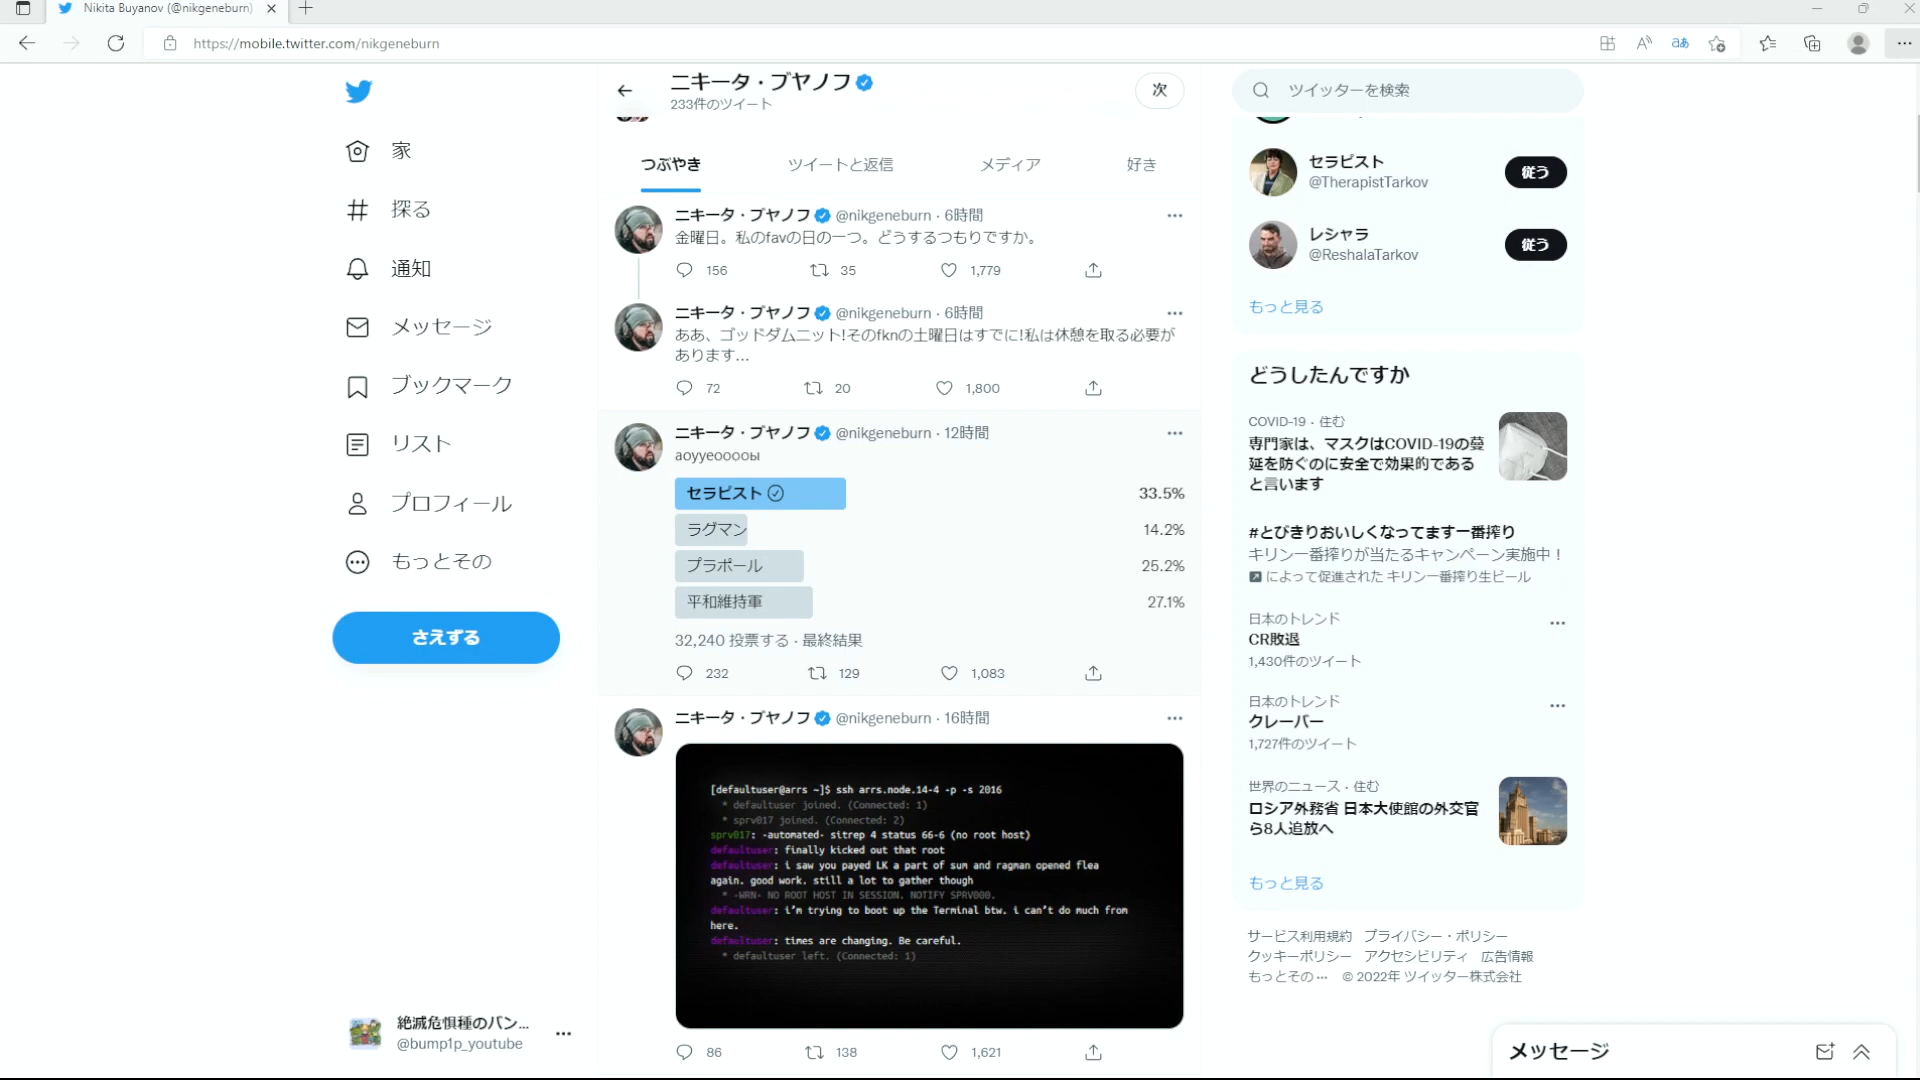 Nikita Buyanov (@nikgeneburn)
https://mobile.twitter.com/nikgeneburn
家
探る
通知
メッセージ
ブックマーク
リスト
プロフィール
もっとその
さえずる
絶滅危惧種のバン...
@bump1p_youtube
ニキータ・ブヤノフ
233件のツイート
次
つぶやき ツイートと返信 メディア 好き
ニキータ・ブヤノフ @nikgeneburn · 6時間
金曜日。私のfavの日の一つ。どうするつもりですか。
156 35 1,779
ニキータ・ブヤノフ @nikgeneburn · 6時間
ああ、ゴッドダムニット!そのfknの土曜日はすでに!私は休憩を取る必要が
あります...
72 20 1,800
ニキータ・ブヤノフ @nikgeneburn · 12時間
aoyyeooooы
セラピスト 33.5%
ラグマン 14.2%
プラポール 25.2%
平和維持軍 27.1%
32,240 投票する · 最終結果
232 129 1,083
ニキータ・ブヤノフ @nikgeneburn · 16時間
[defaultuser@arrs ~]$ ssh arrs.node.14-4 -p -s 2016
* defaultuser joined. (Connected: 1)
* sprv017 joined. (Connected: 2)
sprv017: -automated- sitrep 4 status 66-6 (no root host)
defaultuser: finally kicked out that root
defaultuser: i saw you payed LK a part of sum and ragman opened flea
again. good work. still a lot to gather though
* -WRN- NO ROOT HOST IN SESSION. NOTIFY SPRV000.
defaultuser: i'm trying to boot up the Terminal btw. i can't do much from
here.
defaultuser: times are changing. Be careful.
* defaultuser left. (Connected: 1)
86 138 1,621
ツイッターを検索
セラピスト
@TherapistTarkov
従う
レシャラ
@ReshalaTarkov
従う
もっと見る
どうしたんですか
COVID-19 · 住む
専門家は、マスクはCOVID-19の蔓
延を防ぐのに安全で効果的である
と言います
#とびきりおいしくなってます一番搾り
キリン一番搾りが当たるキャンペーン実施中！
によって促進された キリン一番搾り生ビール
日本のトレンド
CR敗退
1,430件のツイート
日本のトレンド
クレーバー
1,727件のツイート
世界のニュース · 住む
ロシア外務省 日本大使館の外交官
ら8人追放へ
もっと見る
サービス利用規約 プライバシー・ポリシー
クッキーポリシー アクセシビリティ 広告情報
もっとその... © 2022年 ツイッター株式会社
メッセージ